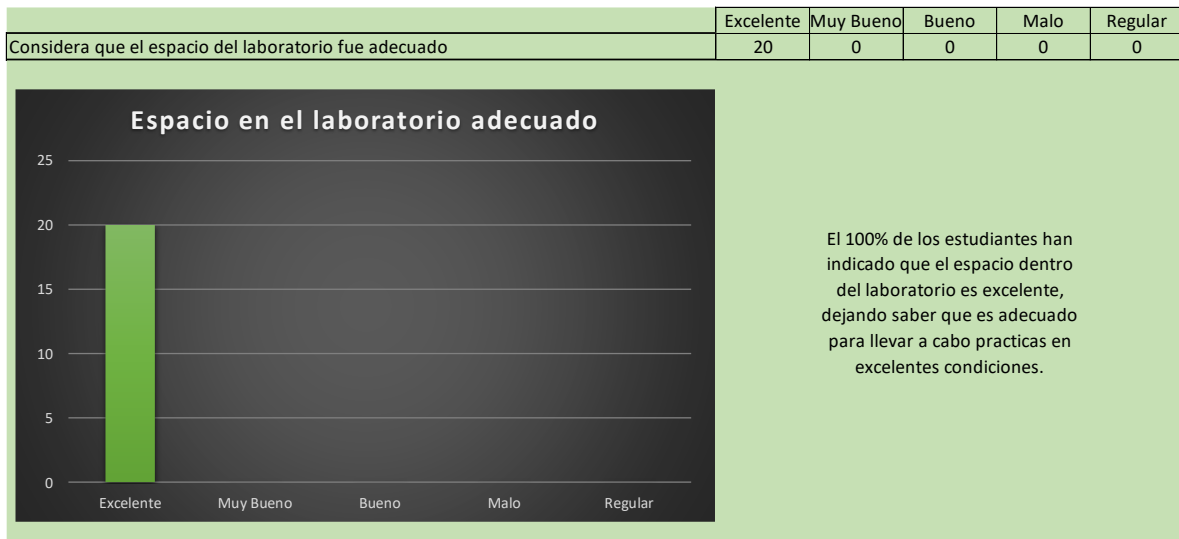 Excelente Muy Bueno Bueno Malo Regular
Considera que el espacio del laboratorio fue adecuado 20 0 0 0 0
Espacio en el laboratorio adecuado
25
20
15
10
5
0
Excelente Muy Bueno Bueno Malo Regular
El 100% de los estudiantes han
indicado que el espacio dentro
del laboratorio es excelente,
dejando saber que es adecuado
para llevar a cabo practicas en
excelentes condiciones.